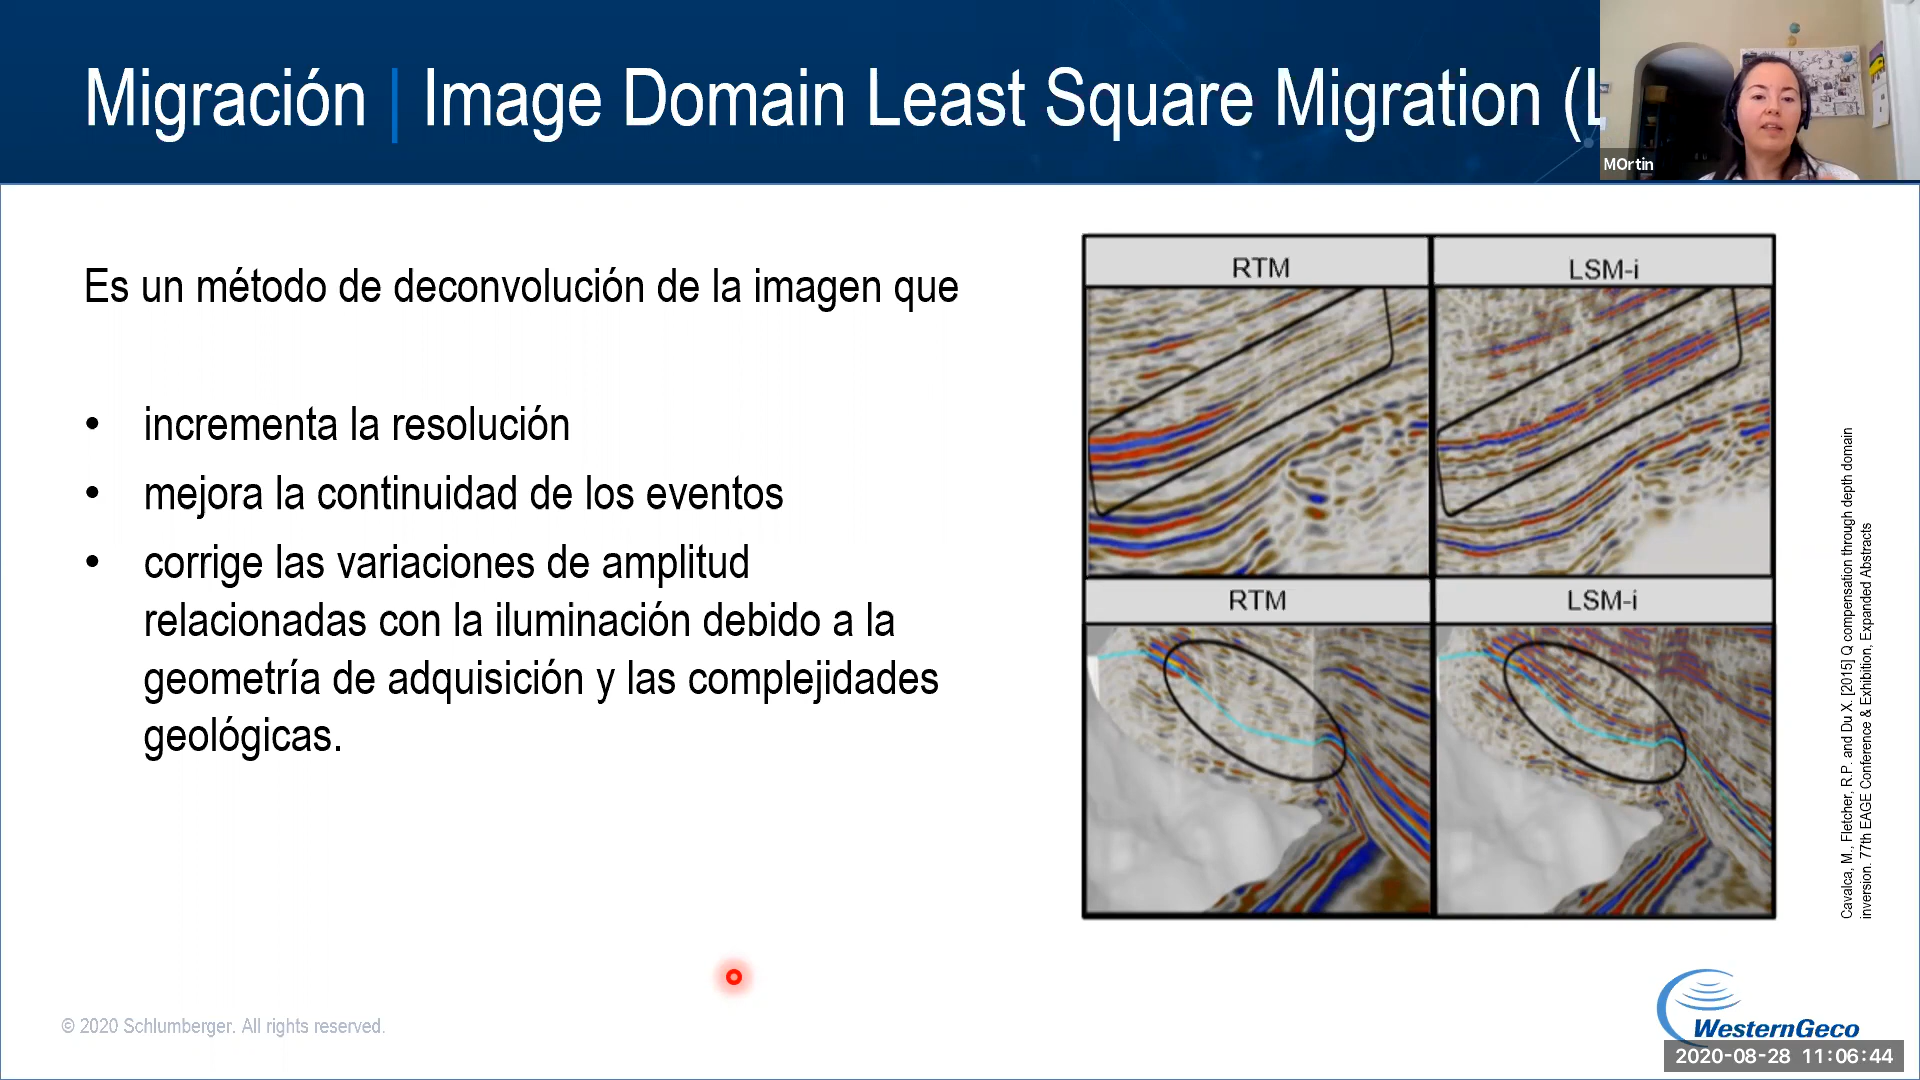 Migración | Image Domain Least Square Migration (L
MOrtin
Es un método de deconvolución de la imagen que
• incrementa la resolución
• mejora la continuidad de los eventos
• corrige las variaciones de amplitud
relacionadas con la iluminación debido a la
geometría de adquisición y las complejidades
geológicas.
RTM
LSM-i
RTM
LSM-i
Cavalca, M., Fletcher, R.P. and Du X. [2015] Q compensation through depth domain
inversion. 77th EAGE Conference & Exhibition, Expanded Abstracts
© 2020 Schlumberger. All rights reserved.
WesternGeco
2020-08-28 11:06:44